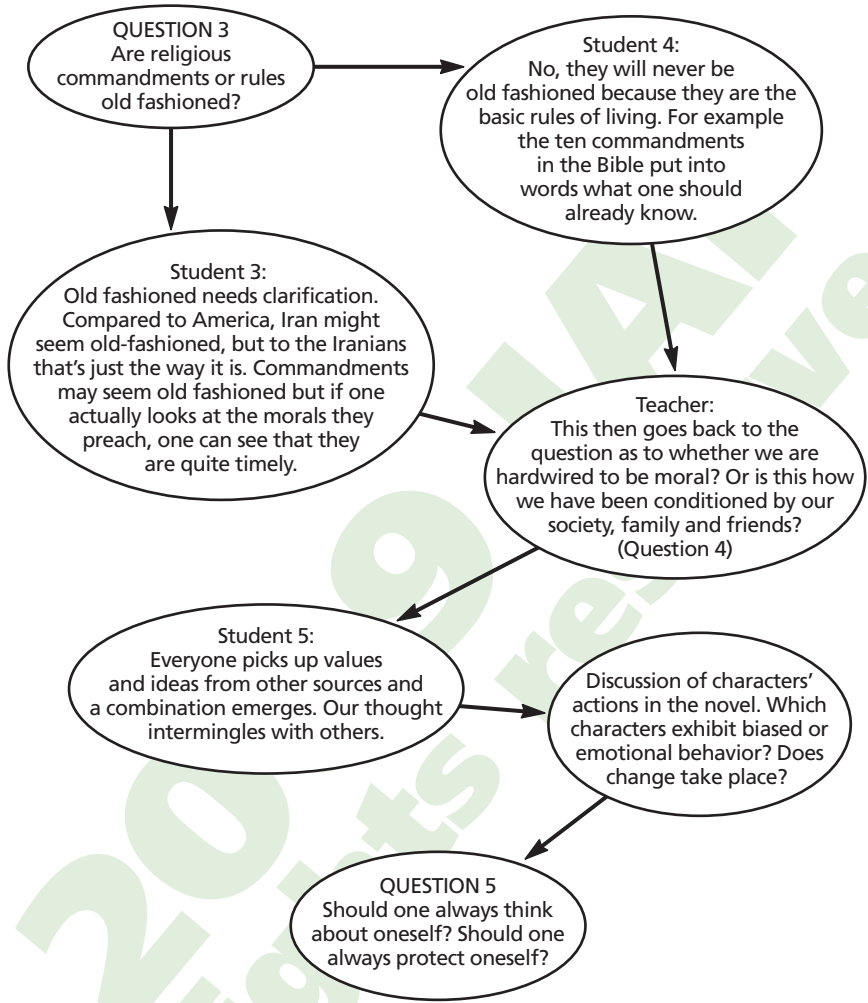 QUESTION 3
Are religious
commandments or rules
old fashioned?
Student 4:
No, they will never be
old fashioned because they are the
basic rules of living. For example
the ten commandments
in the Bible put into
words what one should
already know.
Student 3:
Old fashioned needs clarification.
Compared to America, Iran might
seem old-fashioned, but to the Iranians
that's just the way it is. Commandments
may seem old fashioned but if one
actually looks at the morals they
preach, one can see that they
are quite timely.
Teacher:
This then goes back to the
question as to whether we are
hardwired to be moral? Or is this how
we have been conditioned by our
society, family and friends?
(Question 4)
Student 5:
Everyone picks up values
and ideas from other sources and
a combination emerges. Our thought
intermingles with others.
Discussion of characters'
actions in the novel. Which
characters exhibit biased or
emotional behavior? Does
change take place?
QUESTION 5
Should one always think
about oneself? Should one
always protect oneself?